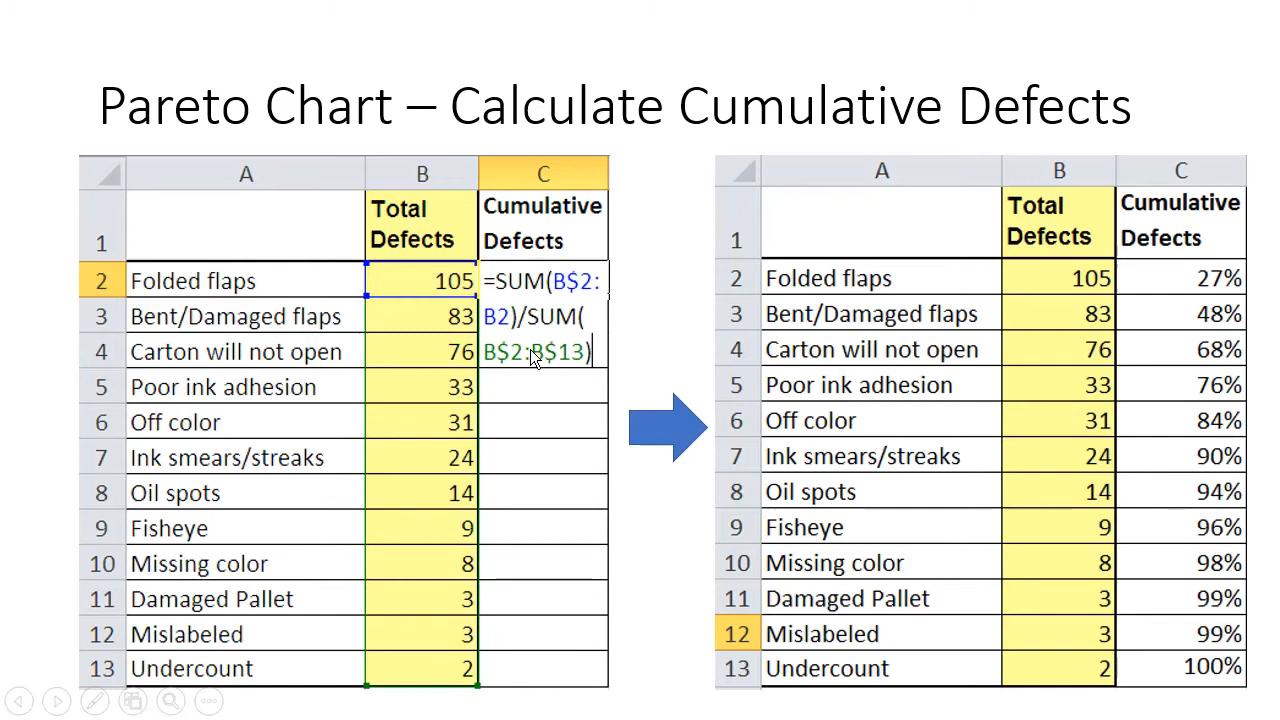 Pareto Chart – Calculate Cumulative Defects
A B C
1 Total Defects Cumulative Defects
2 Folded flaps 105 =SUM(B$2:
3 Bent/Damaged flaps 83 B2)/SUM(
4 Carton will not open 76 B$2:B$13)
5 Poor ink adhesion 33
6 Off color 31
7 Ink smears/streaks 24
8 Oil spots 14
9 Fisheye 9
10 Missing color 8
11 Damaged Pallet 3
12 Mislabeled 3
13 Undercount 2
A B C
1 Total Defects Cumulative Defects
2 Folded flaps 105 27%
3 Bent/Damaged flaps 83 48%
4 Carton will not open 76 68%
5 Poor ink adhesion 33 76%
6 Off color 31 84%
7 Ink smears/streaks 24 90%
8 Oil spots 14 94%
9 Fisheye 9 96%
10 Missing color 8 98%
11 Damaged Pallet 3 99%
12 Mislabeled 3 99%
13 Undercount 2 100%